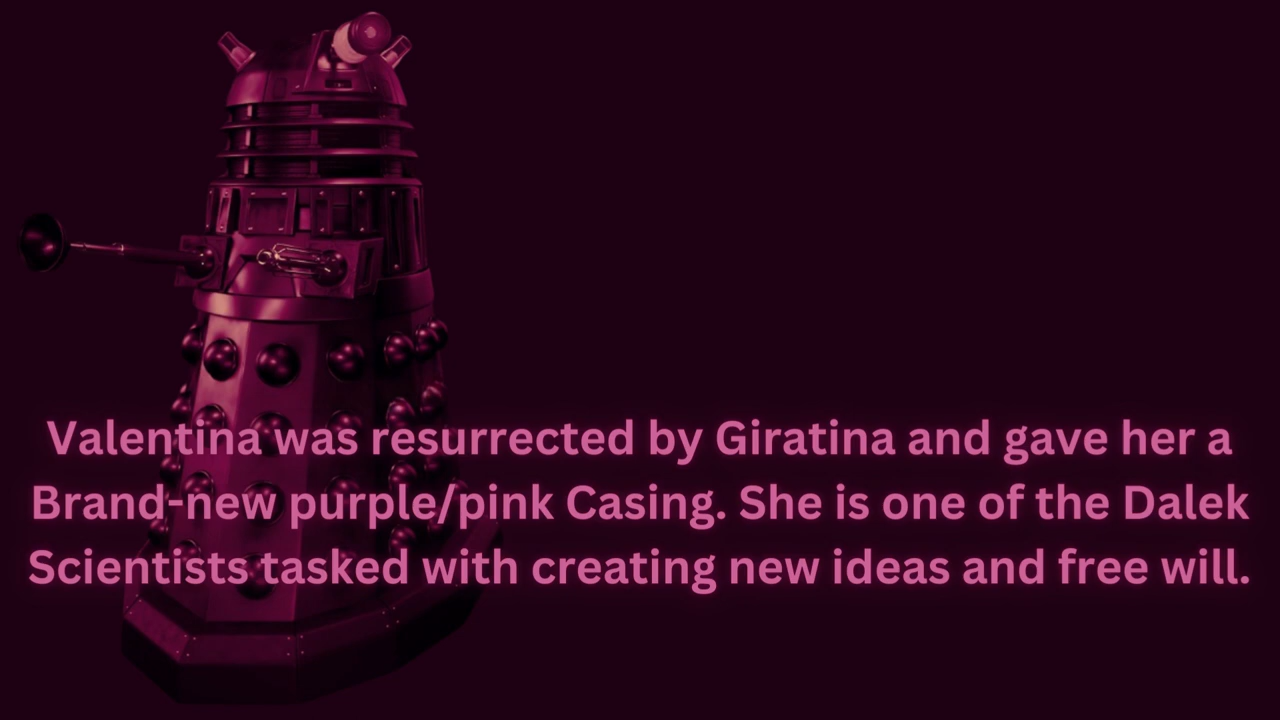 Valentina was resurrected by Giratina and gave her a
Brand-new purple/pink Casing. She is one of the Dalek
Scientists tasked with creating new ideas and free will.